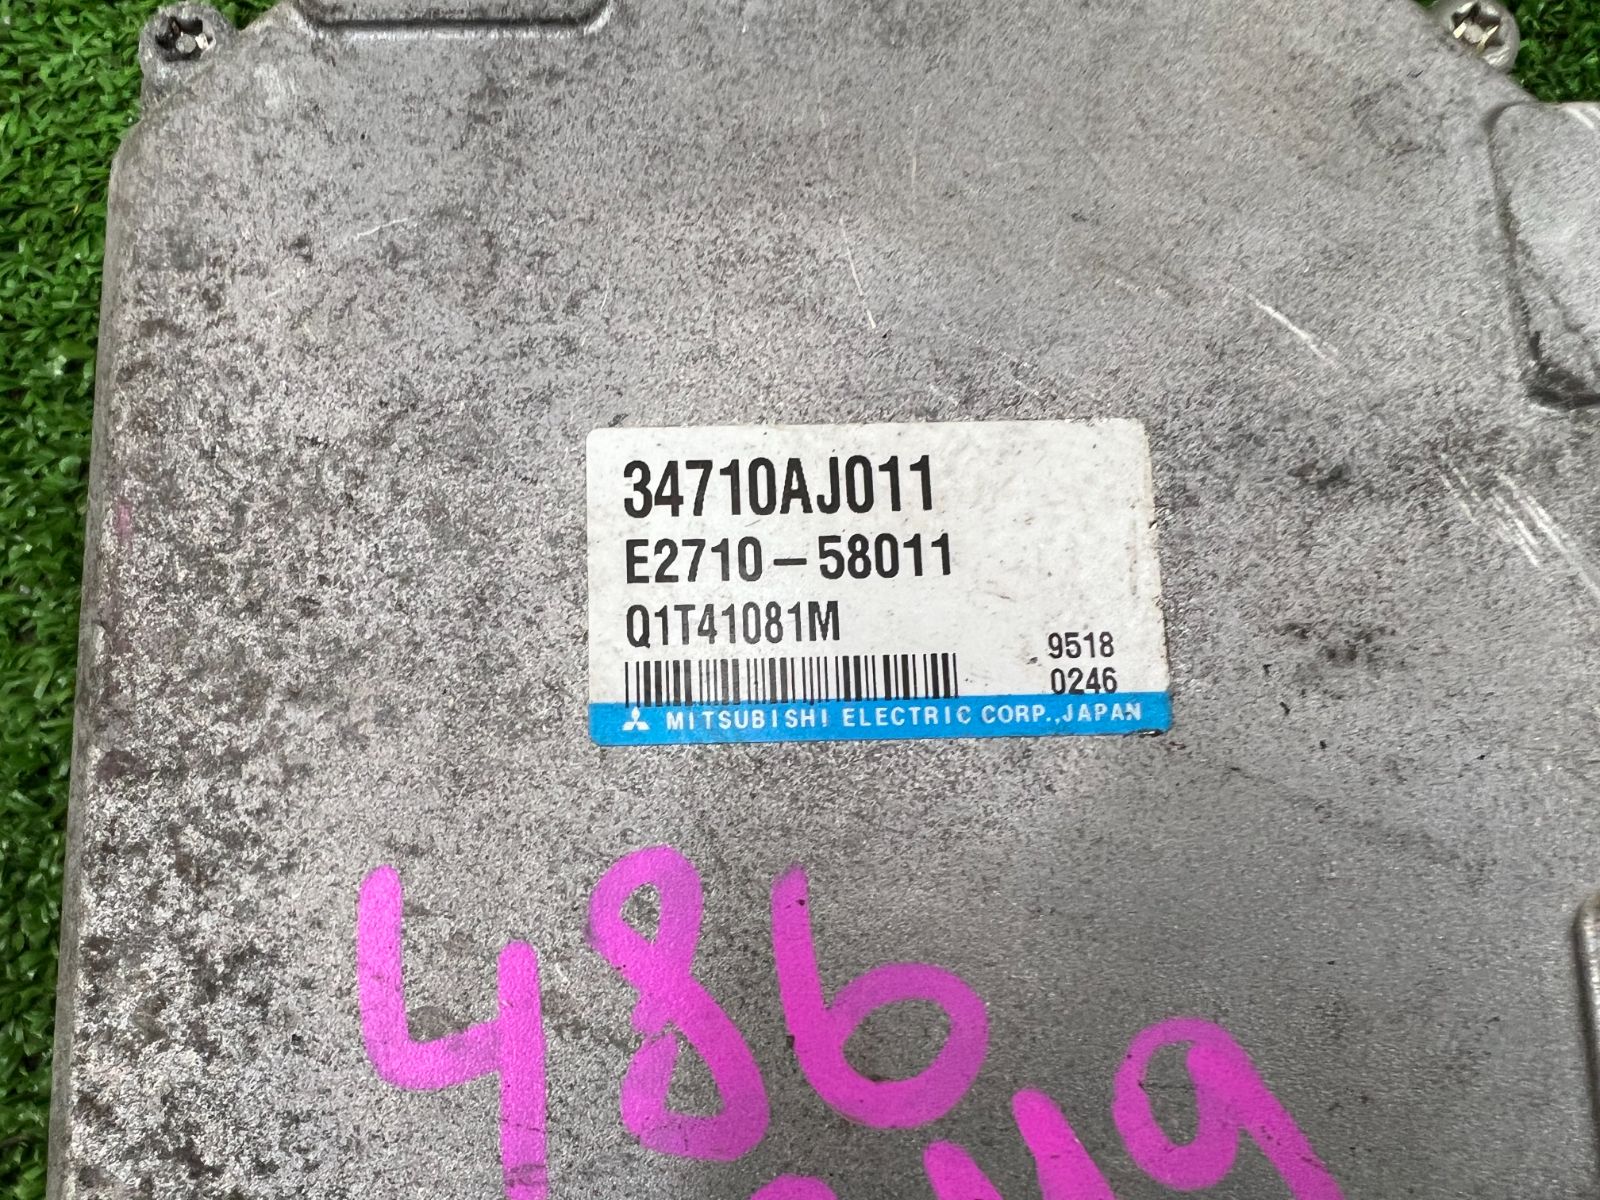 34710AJ011
E2710-58011
Q1T41081M
9518
0246
MITSUBISHI ELECTRIC CORP.,JAPAN
486